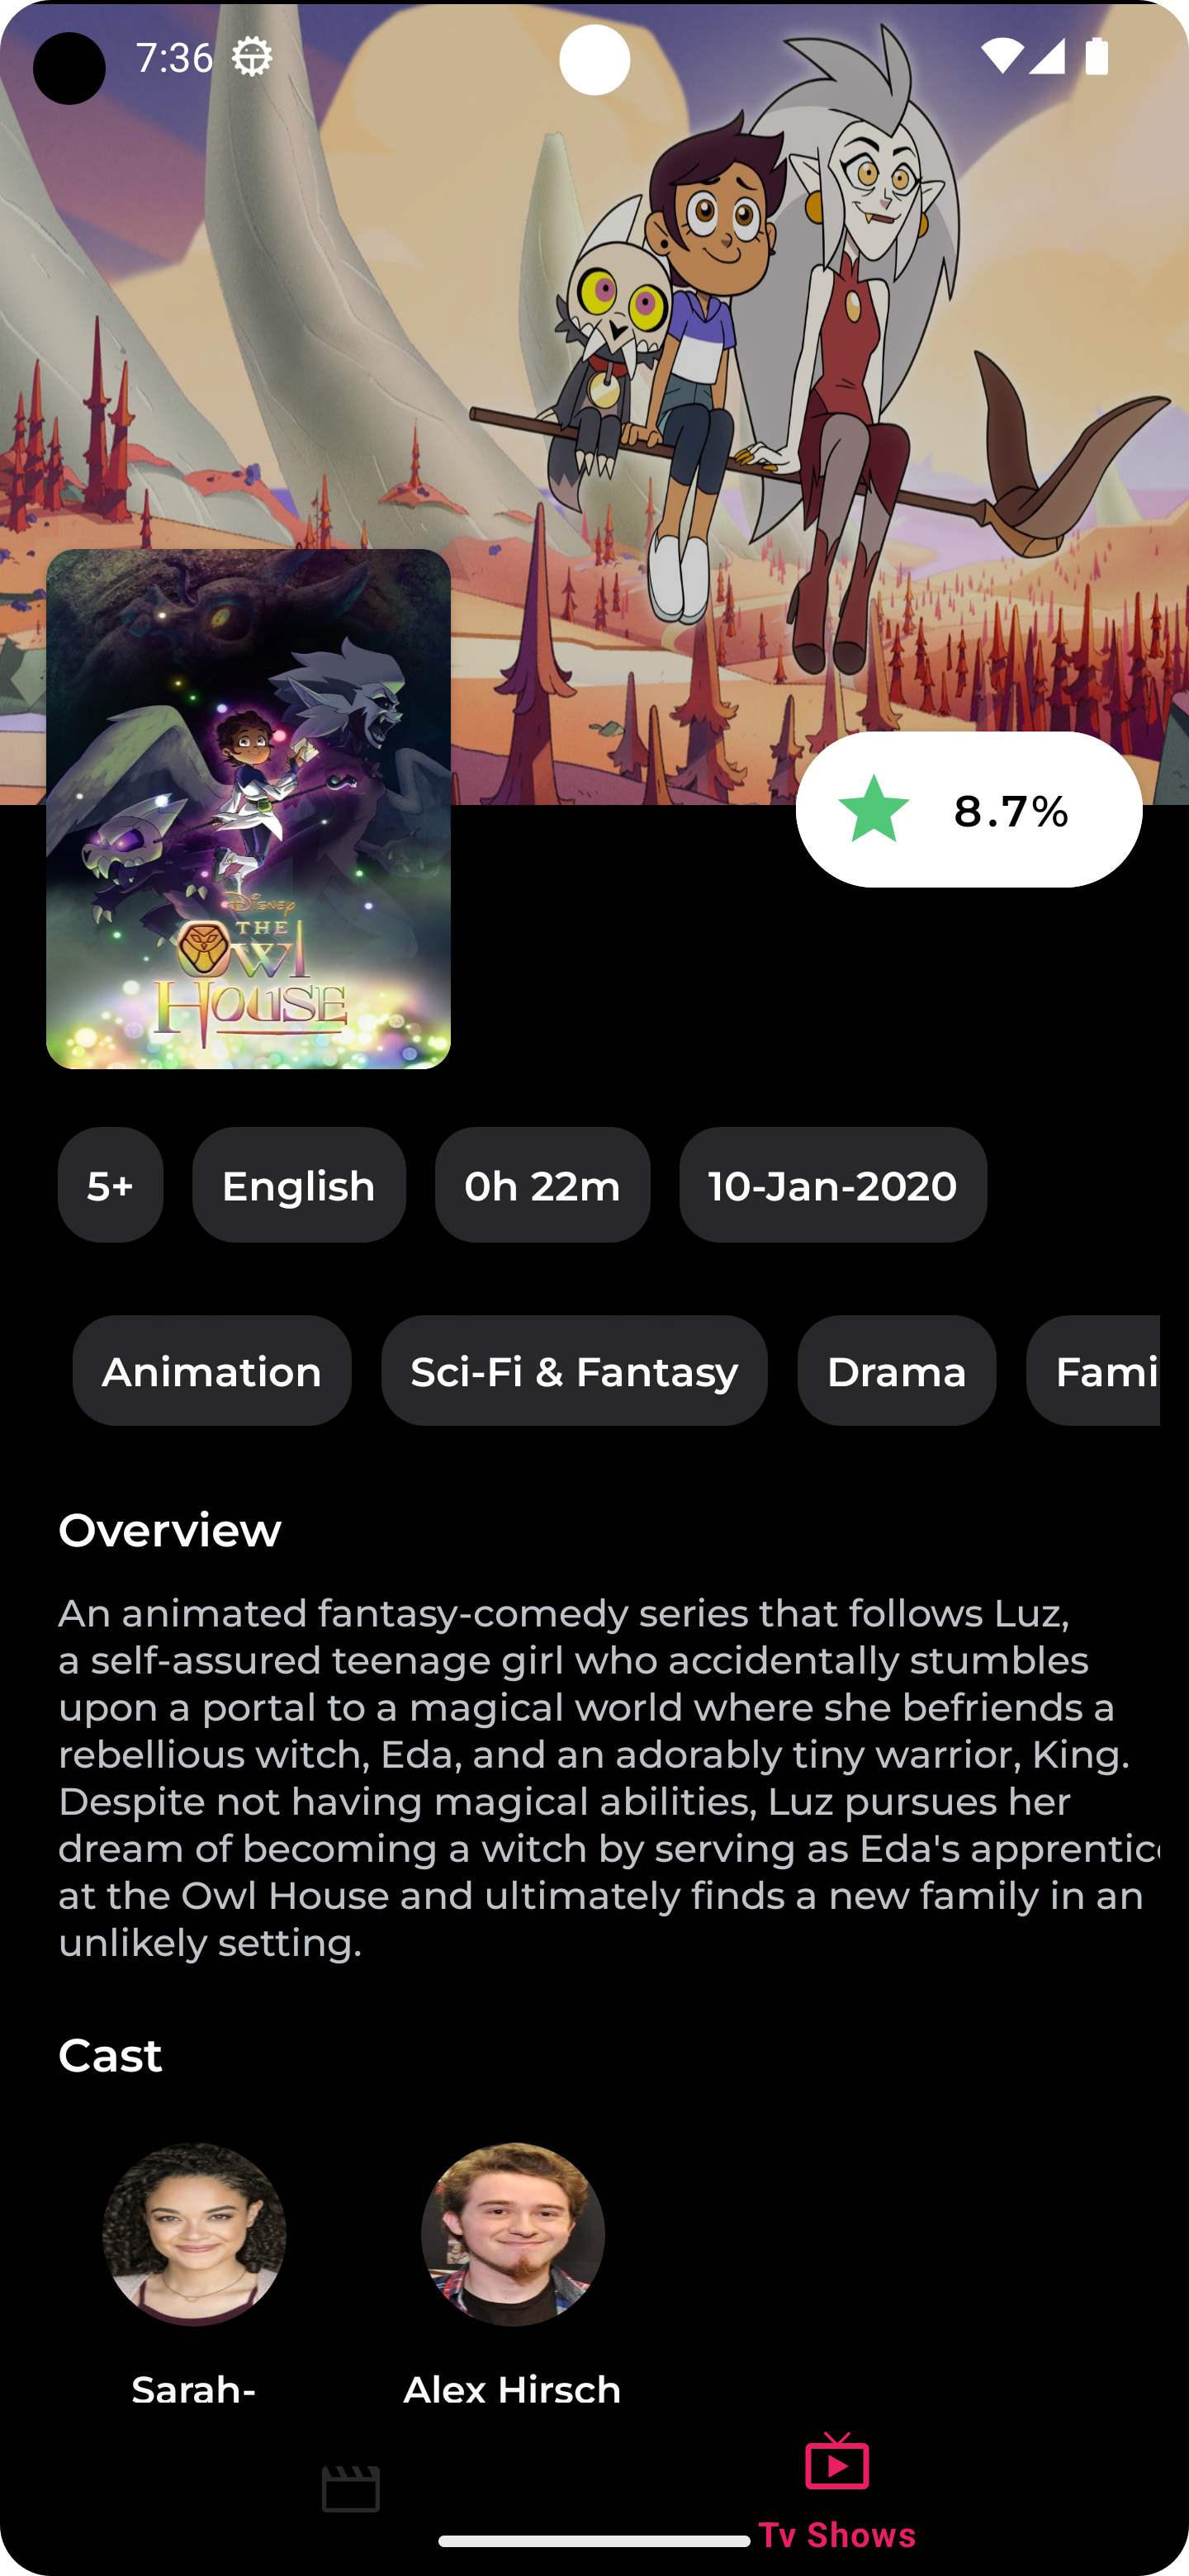 7:36
8.7%
Disney
THE
Owl
House
5+
English
0h 22m
10-Jan-2020
Animation
Sci-Fi & Fantasy
Drama
Fami
Overview
An animated fantasy-comedy series that follows Luz,
a self-assured teenage girl who accidentally stumbles
upon a portal to a magical world where she befriends a
rebellious witch, Eda, and an adorably tiny warrior, King.
Despite not having magical abilities, Luz pursues her
dream of becoming a witch by serving as Eda's apprentice
at the Owl House and ultimately finds a new family in an
unlikely setting.
Cast
Sarah-
Alex Hirsch
Tv Shows